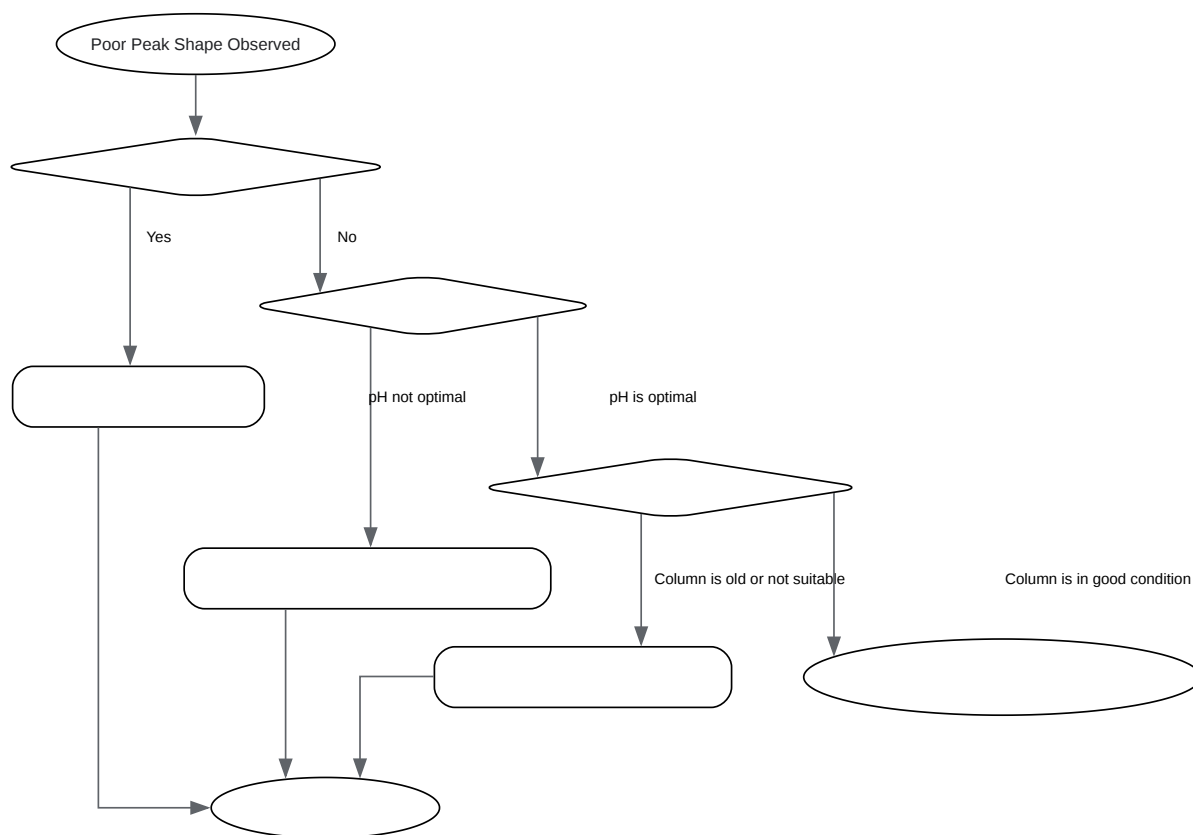 Poor Peak Shape Observed
Yes
No
pH not optimal
pH is optimal
Column is old or not suitable
Column is in good condition